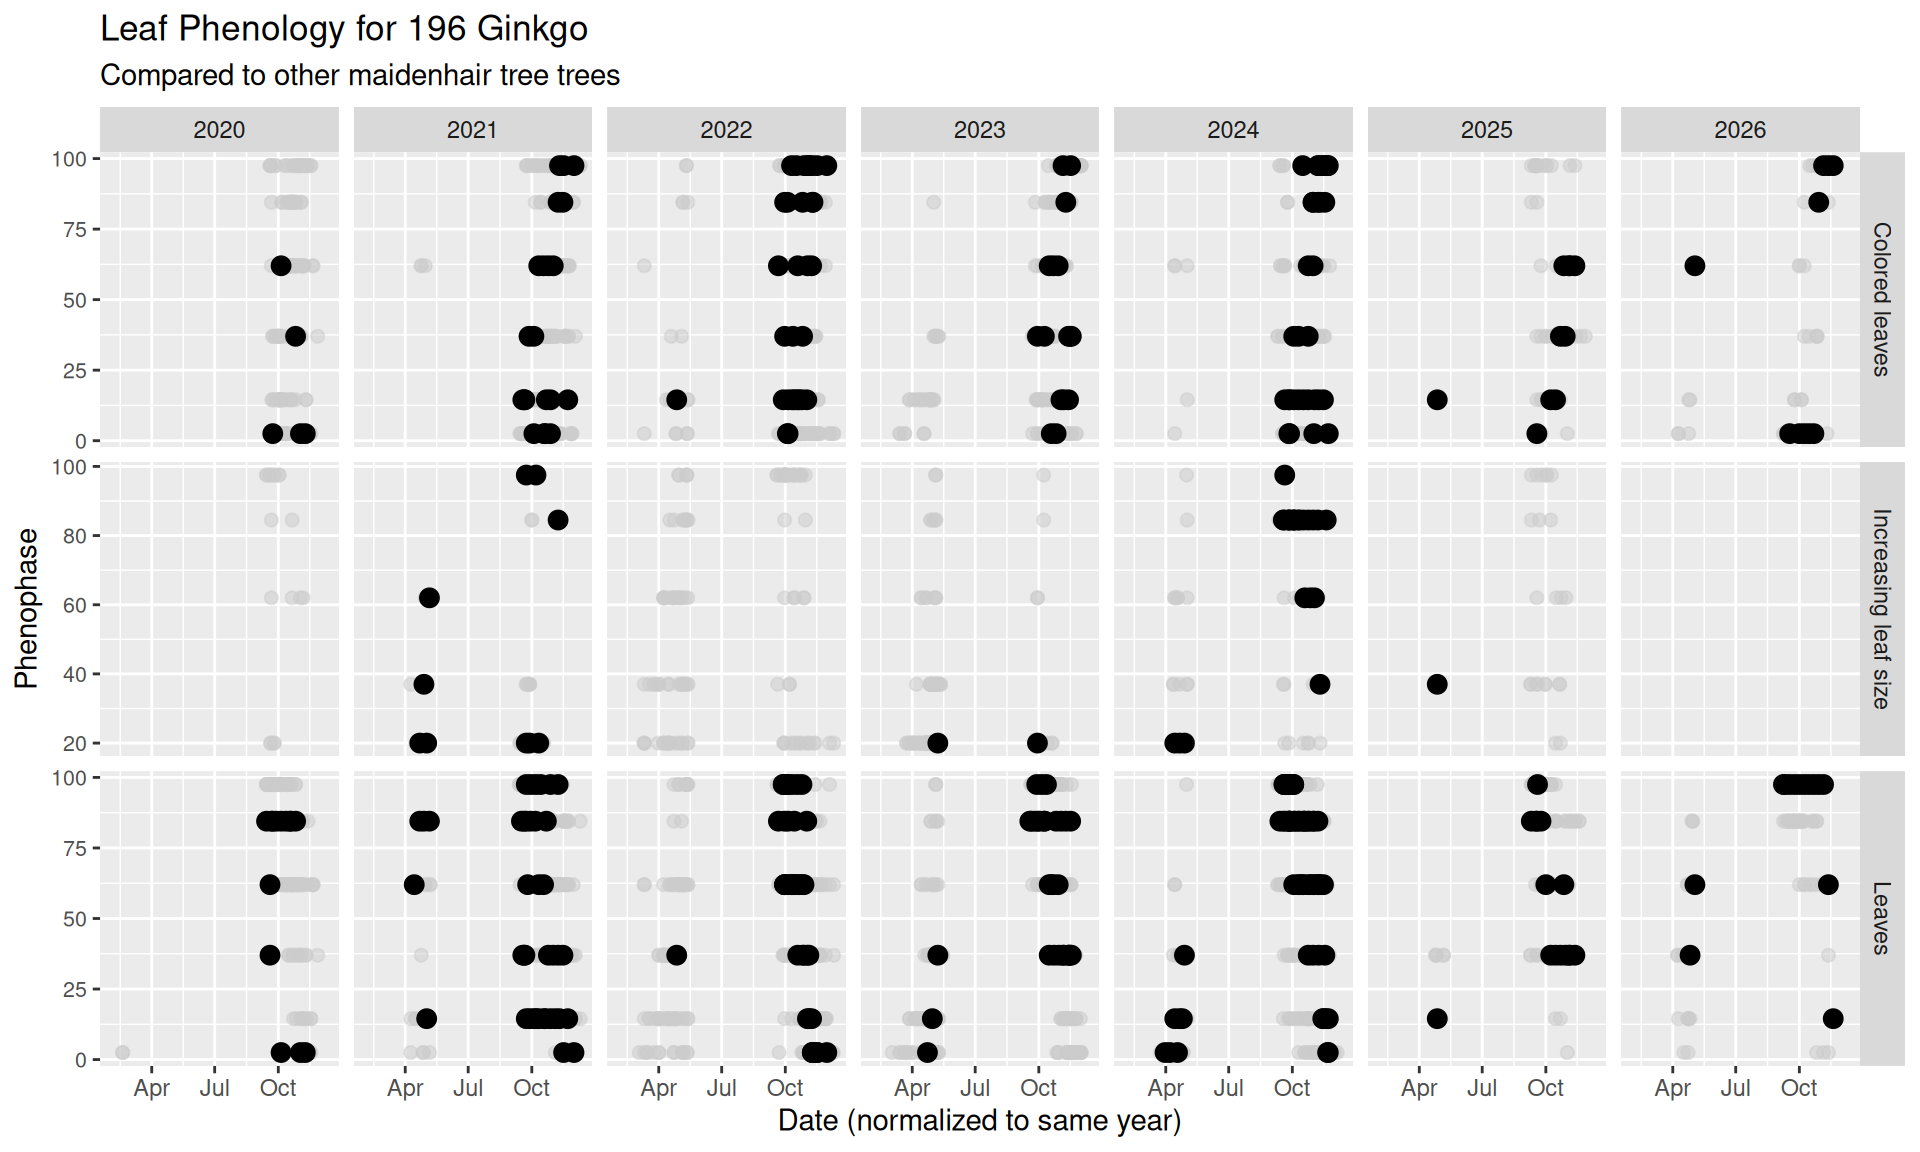 Leaf Phenology for 196 Ginkgo
Compared to other maidenhair tree trees
2020 2021 2022 2023 2024 2025 2026
100
75
50
25
0
Colored leaves
100
80
60
40
20
Increasing leaf size
100
75
50
25
0
Leaves
Phenophase
Apr Jul Oct Apr Jul Oct Apr Jul Oct Apr Jul Oct Apr Jul Oct Apr Jul Oct Apr Jul Oct
Date (normalized to same year)